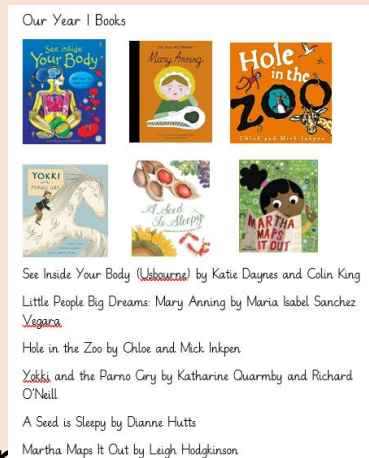 Our Year 1 Books
See inside
Your Body
Mary Anning
Hole
in the
ZOO
Chloë and Mick Inkpen
YOKKI
PARNO GRY
A Seed
Is Sleepy
MARTHA
MAPS
IT OUT
See Inside Your Body (Usbourne) by Katie Daynes and Colin King
Little People Big Dreams: Mary Anning by Maria Isabel Sanchez
Vegara
Hole in the Zoo by Chloe and Mick Inkpen
Yokki and the Parno Gry by Katharine Quarmby and Richard
O'Neill
A Seed is Sleepy by Dianne Hutts
Martha Maps It Out by Leigh Hodgkinson